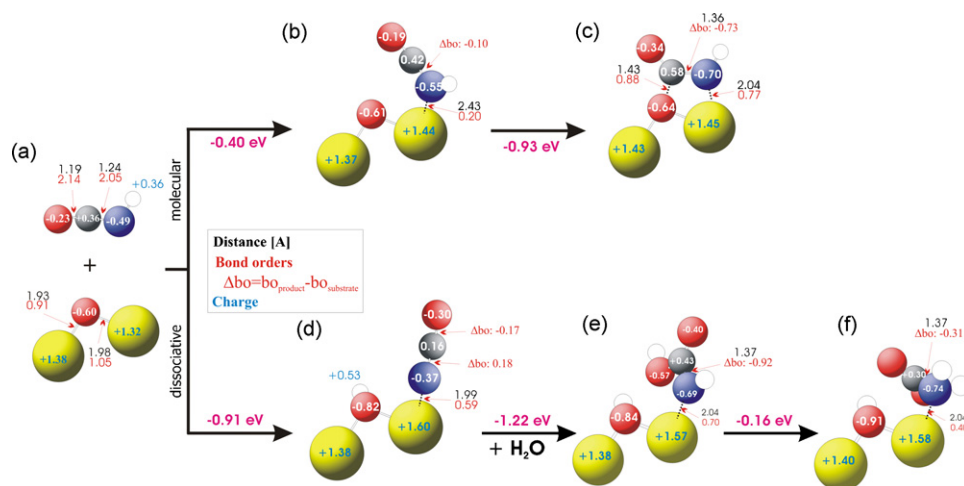 (a)
1.19
2.14
1.24
2.05
+0.36
-0.23
+0.36
-0.49
+
1.93
0.91
-0.60
+1.32
+1.38
1.98
1.05
molecular
-0.40 eV
dissociative
-0.91 eV
(b)
-0.19
0.42
Δbo: -0.10
-0.55
2.43
0.20
-0.61
+1.44
+1.37
-0.93 eV
(c)
1.36
Δbo: -0.73
-0.34
0.58
-0.70
1.43
0.88
2.04
0.77
-0.64
+1.45
+1.43
Distance [A]
Bond orders
Δbo=boproduct-bosubstrate
Charge
(d)
-0.30
Δbo: -0.17
0.16
Δbo: 0.18
-0.37
+0.53
1.99
0.59
-0.82
+1.60
+1.38
-1.22 eV
+ H₂O
(e)
-0.40
1.37
Δbo: -0.92
+0.43
-0.57
-0.69
2.04
0.70
-0.84
+1.57
+1.38
-0.16 eV
(f)
1.37
Δbo: -0.31
+0.30
-0.74
-0.91
+1.58
+1.40